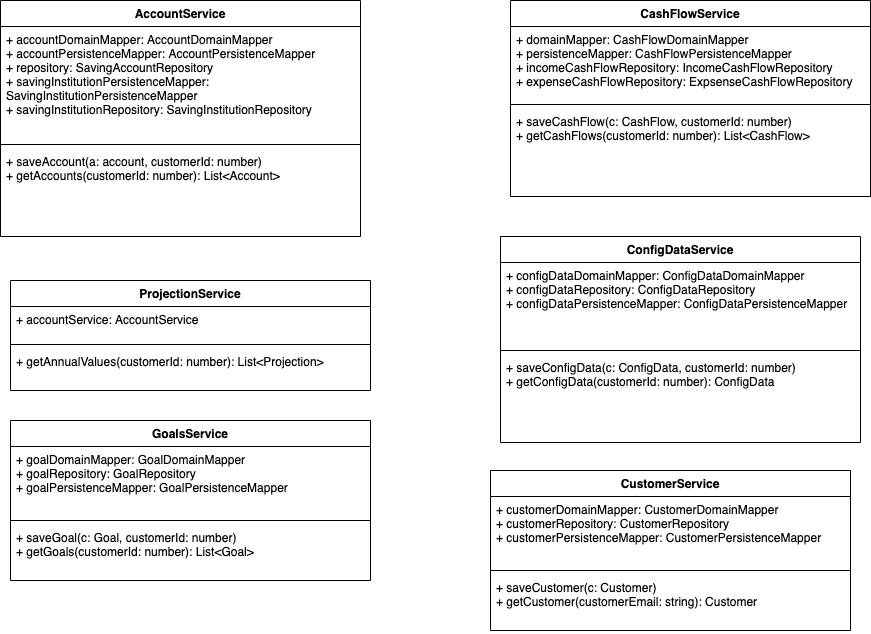 AccountService
+ accountDomainMapper: AccountDomainMapper
+ accountPersistenceMapper: AccountPersistenceMapper
+ repository: SavingAccountRepository
+ savingInstitutionPersistenceMapper:
SavingInstitutionPersistenceMapper
+ savingInstitutionRepository: SavingInstitutionRepository
+ saveAccount(a: account, customerId: number)
+ getAccounts(customerId: number): List<Account>
CashFlowService
+ domainMapper: CashFlowDomainMapper
+ persistenceMapper: CashFlowPersistenceMapper
+ incomeCashFlowRepository: IncomeCashFlowRepository
+ expenseCashFlowRepository: ExpsenseCashFlowRepository
+ saveCashFlow(c: CashFlow, customerId: number)
+ getCashFlows(customerId: number): List<CashFlow>
ProjectionService
+ accountService: AccountService
+ getAnnualValues(customerId: number): List<Projection>
ConfigDataService
+ configDataDomainMapper: ConfigDataDomainMapper
+ configDataRepository: ConfigDataRepository
+ configDataPersistenceMapper: ConfigDataPersistenceMapper
+ saveConfigData(c: ConfigData, customerId: number)
+ getConfigData(customerId: number): ConfigData
GoalsService
+ goalDomainMapper: GoalDomainMapper
+ goalRepository: GoalRepository
+ goalPersistenceMapper: GoalPersistenceMapper
+ saveGoal(c: Goal, customerId: number)
+ getGoals(customerId: number): List<Goal>
CustomerService
+ customerDomainMapper: CustomerDomainMapper
+ customerRepository: CustomerRepository
+ customerPersistenceMapper: CustomerPersistenceMapper
+ saveCustomer(c: Customer)
+ getCustomer(customerEmail: string): Customer